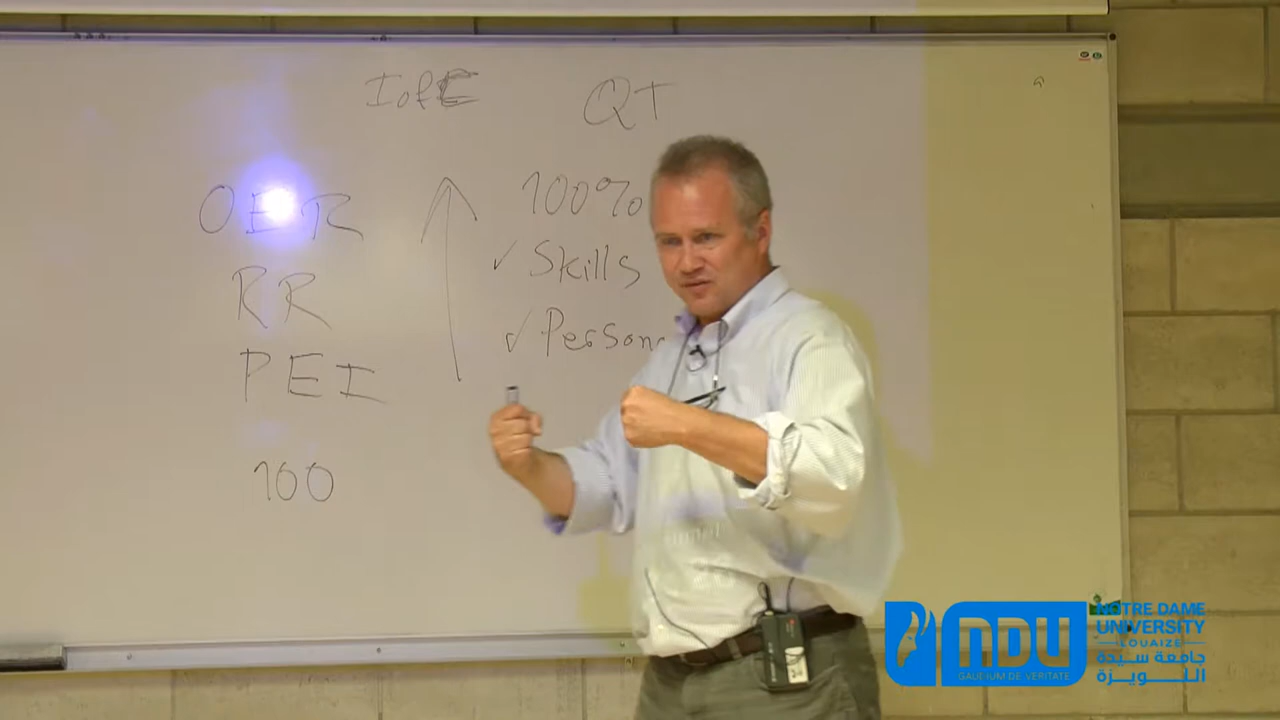 IofE
QT
OER
100%
✓ Skills
RR
✓ Person
PEI
100
NDU
GAUDIUM DE VERITATE
NOTRE DAME
UNIVERSITY
LOUAIZE
جامعة سيدة
اللويزة